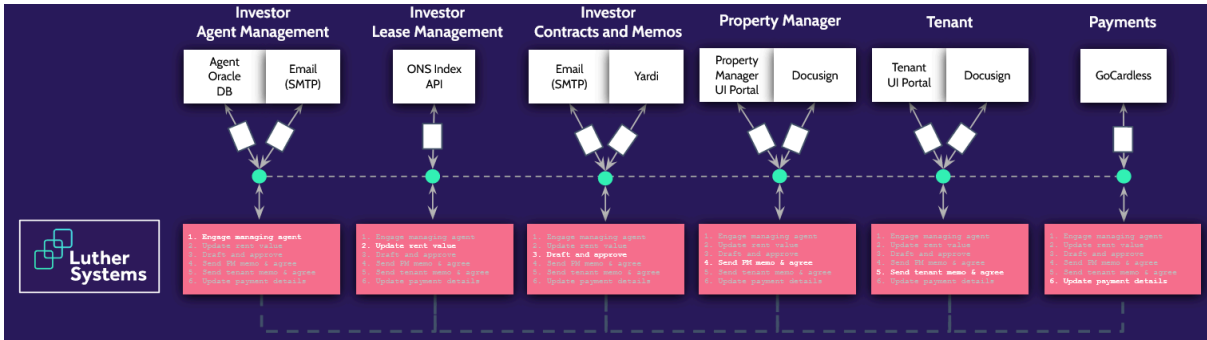 Investor
Agent Management
Investor
Lease Management
Investor
Contracts and Memos
Property Manager
Tenant
Payments
Agent
Oracle
DB
Email
(SMTP)
ONS Index
API
Email
(SMTP)
Yardi
Property
Manager
UI Portal
Docusign
Tenant
UI Portal
Docusign
GoCardless
Luther
Systems
1. Engage managing agent
2. Update rent value
3. Draft and approve
4. Send PM memo & agree
5. Send tenant memo & agree
6. Update payment details
1. Engage managing agent
2. Update rent value
3. Draft and approve
4. Send PM memo & agree
5. Send tenant memo & agree
6. Update payment details
1. Engage managing agent
2. Update rent value
3. Draft and approve
4. Send PM memo & agree
5. Send tenant memo & agree
6. Update payment details
1. Engage managing agent
2. Update rent value
3. Draft and approve
4. Send PM memo & agree
5. Send tenant memo & agree
6. Update payment details
1. Engage managing agent
2. Update rent value
3. Draft and approve
4. Send PM memo & agree
5. Send tenant memo & agree
6. Update payment details
1. Engage managing agent
2. Update rent value
3. Draft and approve
4. Send PM memo & agree
5. Send tenant memo & agree
6. Update payment details